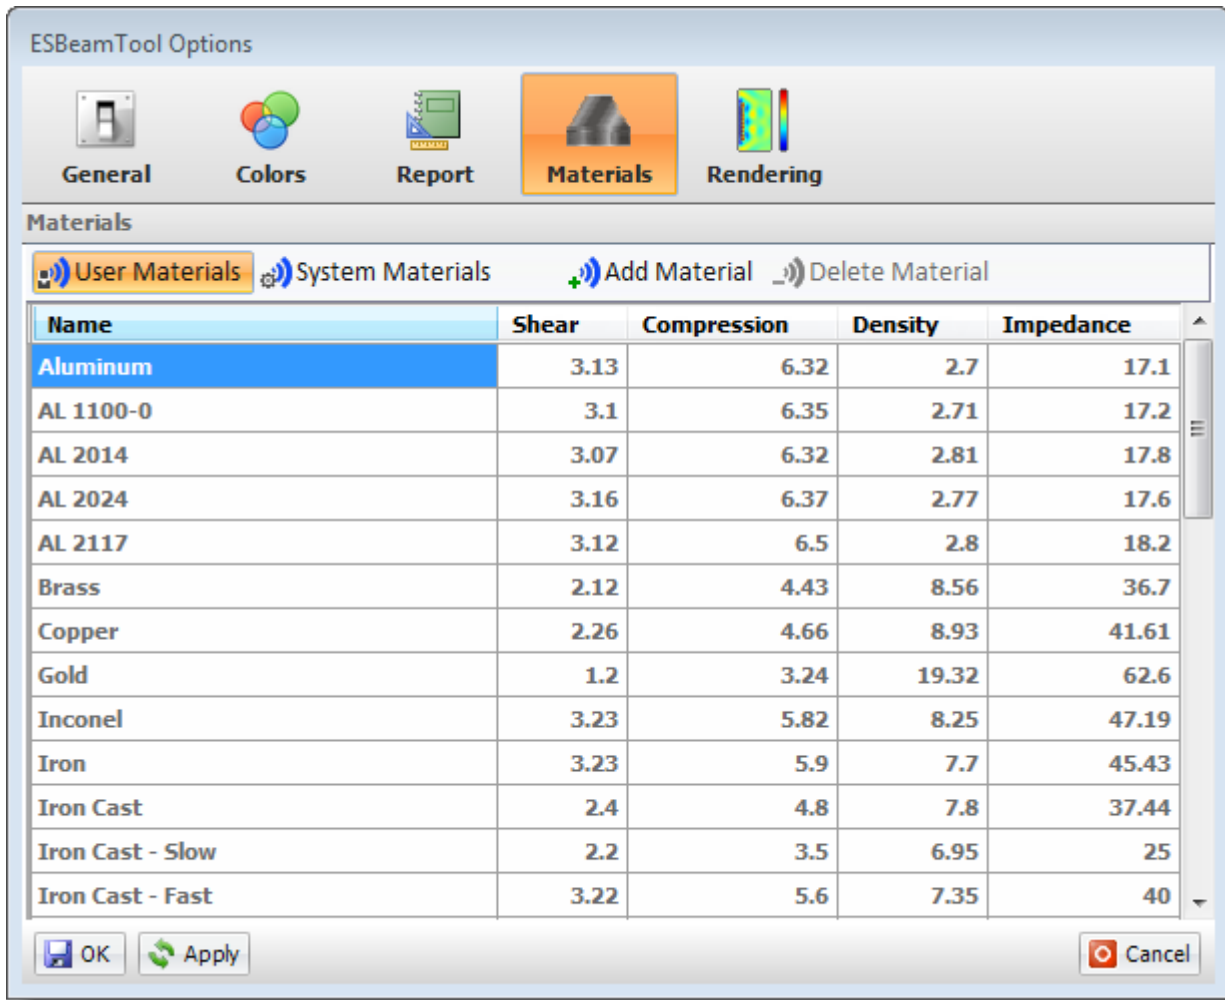 ESBeamTool Options
General Colors Report Materials Rendering
Materials
User Materials System Materials Add Material Delete Material
Name Shear Compression Density Impedance
Aluminum 3.13 6.32 2.7 17.1
AL 1100-0 3.1 6.35 2.71 17.2
AL 2014 3.07 6.32 2.81 17.8
AL 2024 3.16 6.37 2.77 17.6
AL 2117 3.12 6.5 2.8 18.2
Brass 2.12 4.43 8.56 36.7
Copper 2.26 4.66 8.93 41.61
Gold 1.2 3.24 19.32 62.6
Inconel 3.23 5.82 8.25 47.19
Iron 3.23 5.9 7.7 45.43
Iron Cast 2.4 4.8 7.8 37.44
Iron Cast - Slow 2.2 3.5 6.95 25
Iron Cast - Fast 3.22 5.6 7.35 40
OK Apply Cancel